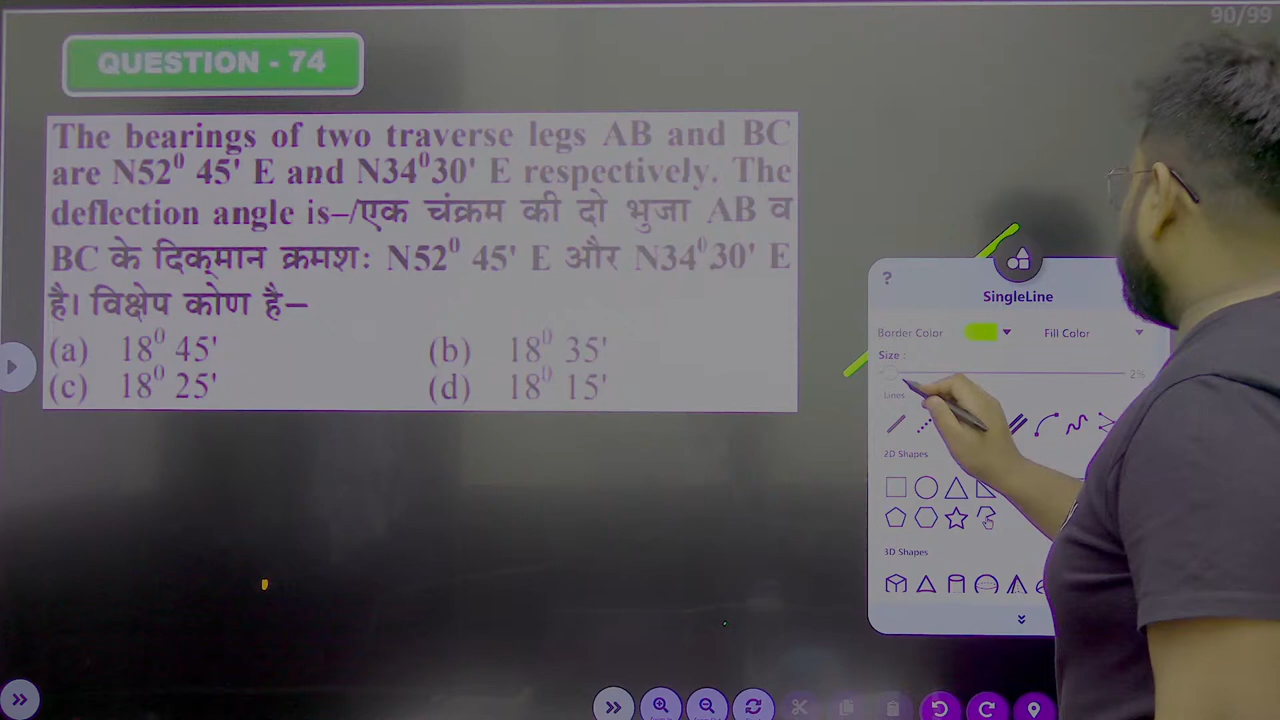 90/99
QUESTION - 74
The bearings of two traverse legs AB and BC
are N52⁰ 45' E and N34⁰30' E respectively. The
deflection angle is–/एक चंक्रम की दो भुजा AB व
BC के दिक्‌मान क्रमशः N52⁰ 45' E और N34⁰30' E
है। विक्षेप कोण है–
(a) 18⁰ 45' (b) 18⁰ 35'
(c) 18⁰ 25' (d) 18⁰ 15'
?
SingleLine
Border Color Fill Color
Size :
2%
Lines
2D Shapes
3D Shapes